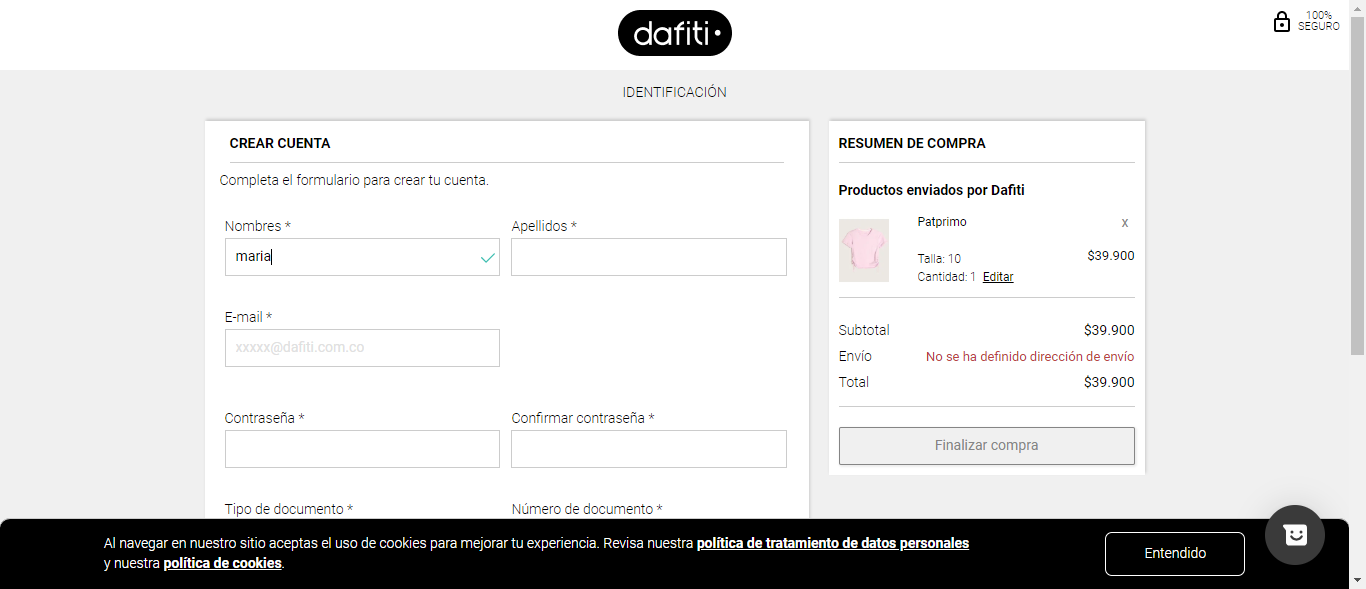 dafiti
100%
SEGURO
IDENTIFICACIÓN
CREAR CUENTA
Completa el formulario para crear tu cuenta.
Nombres *
Apellidos *
maria
E-mail *
xxxxx@dafiti.com.co
Contraseña *
Confirmar contraseña *
Tipo de documento *
Número de documento *
RESUMEN DE COMPRA
Productos enviados por Dafiti
Patprimo
x
Talla: 10
$39.900
Cantidad: 1 Editar
Subtotal $39.900
Envío No se ha definido dirección de envío
Total $39.900
Finalizar compra
Al navegar en nuestro sitio aceptas el uso de cookies para mejorar tu experiencia. Revisa nuestra política de tratamiento de datos personales
y nuestra política de cookies.
Entendido